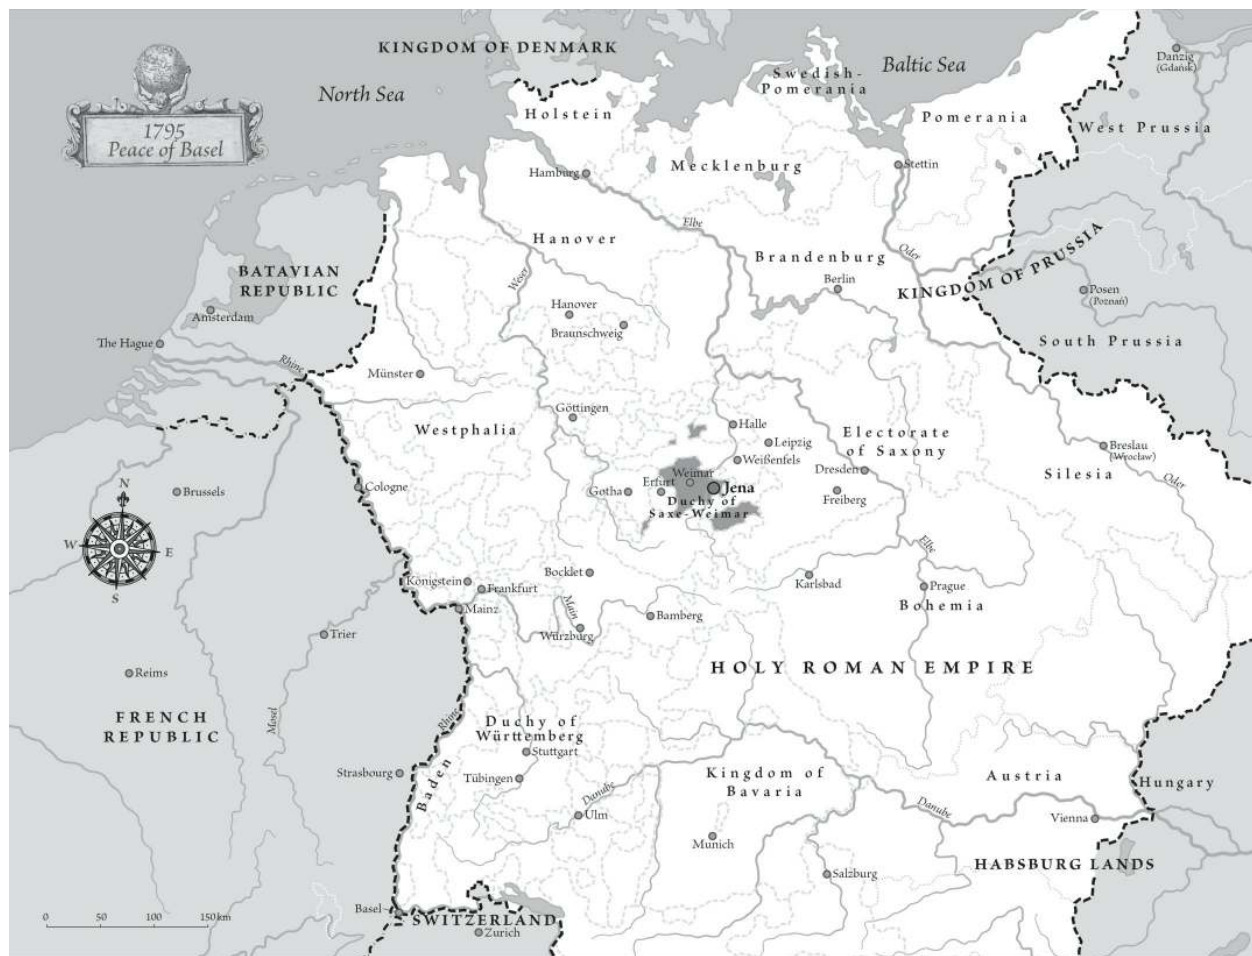 KINGDOM OF DENMARK
Baltic Sea
North Sea
Swedish-
Pomerania
Danzig
(Gdańsk)
1795
Peace of Basel
Holstein
Pomerania
West Prussia
Mecklenburg
Stettin
Hamburg
Elbe
Hanover
Oder
Brandenburg
KINGDOM OF PRUSSIA
BATAVIAN
REPUBLIC
Weser
Berlin
Posen
(Poznań)
Amsterdam
Hanover
Braunschweig
The Hague
South Prussia
Rhine
Münster
Göttingen
Westphalia
Halle
Leipzig
Electorate
of Saxony
Weißenfels
Breslau
(Wrocław)
Silesia
Dresden
Oder
Weimar
Erfurt
Jena
Gotha
Cologne
Brussels
Freiberg
Duchy of
Saxe-Weimar
N
W
E
S
Elbe
Königstein
Frankfurt
Bocklet
Karlsbad
Prague
Bohemia
Mainz
Main
Bamberg
Würzburg
Trier
HOLY ROMAN EMPIRE
Reims
FRENCH
REPUBLIC
Mosel
Rhine
Duchy of
Württemberg
Stuttgart
Strasbourg
Baden
Tübingen
Kingdom of
Bavaria
Austria
Hungary
Danube
Danube
Ulm
Vienna
Munich
HABSBURG LANDS
Salzburg
Basel
SWITZERLAND
Zurich
0 50 100 150 km